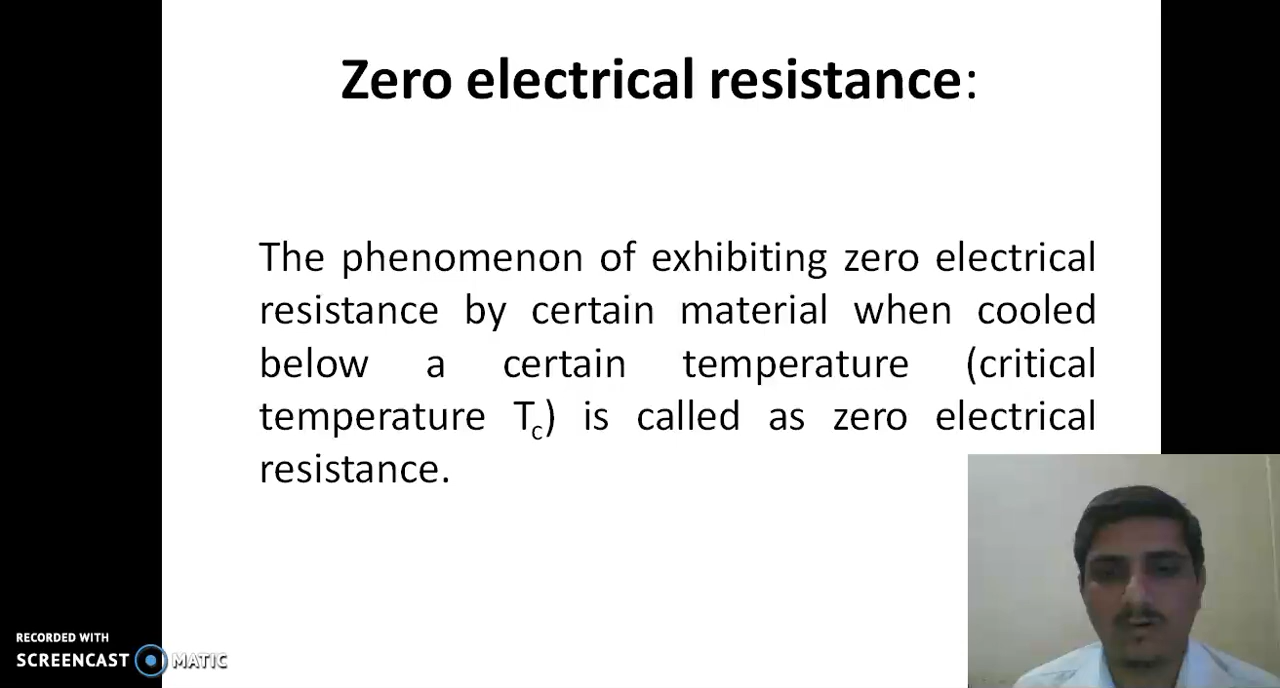 Zero electrical resistance:
The phenomenon of exhibiting zero electrical
resistance by certain material when cooled
below a certain temperature (critical
temperature Tc) is called as zero electrical
resistance.
RECORDED WITH
SCREENCAST MATIC